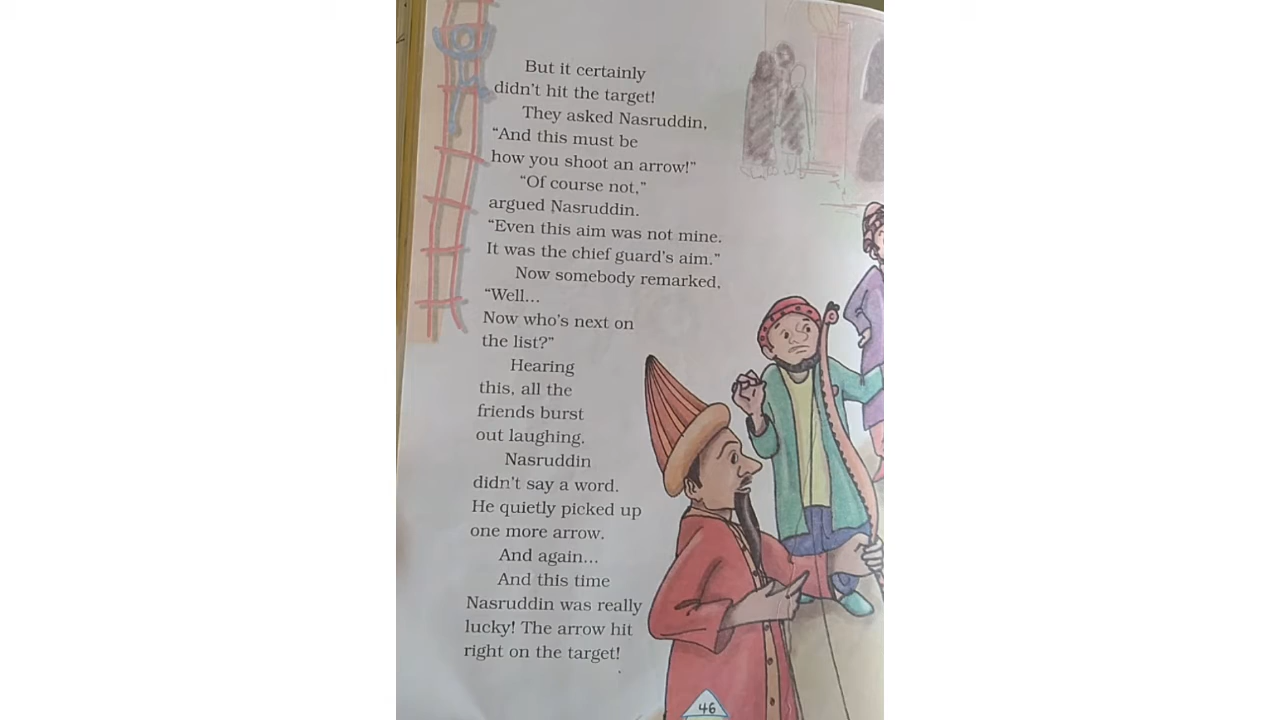 But it certainly
didn't hit the target!
They asked Nasruddin,
“And this must be
how you shoot an arrow!”
“Of course not,”
argued Nasruddin.
“Even this aim was not mine.
It was the chief guard's aim.”
Now somebody remarked,
“Well...
Now who's next on
the list?”
Hearing
this, all the
friends burst
out laughing.
Nasruddin
didn't say a word.
He quietly picked up
one more arrow.
And again...
And this time
Nasruddin was really
lucky! The arrow hit
right on the target!
46